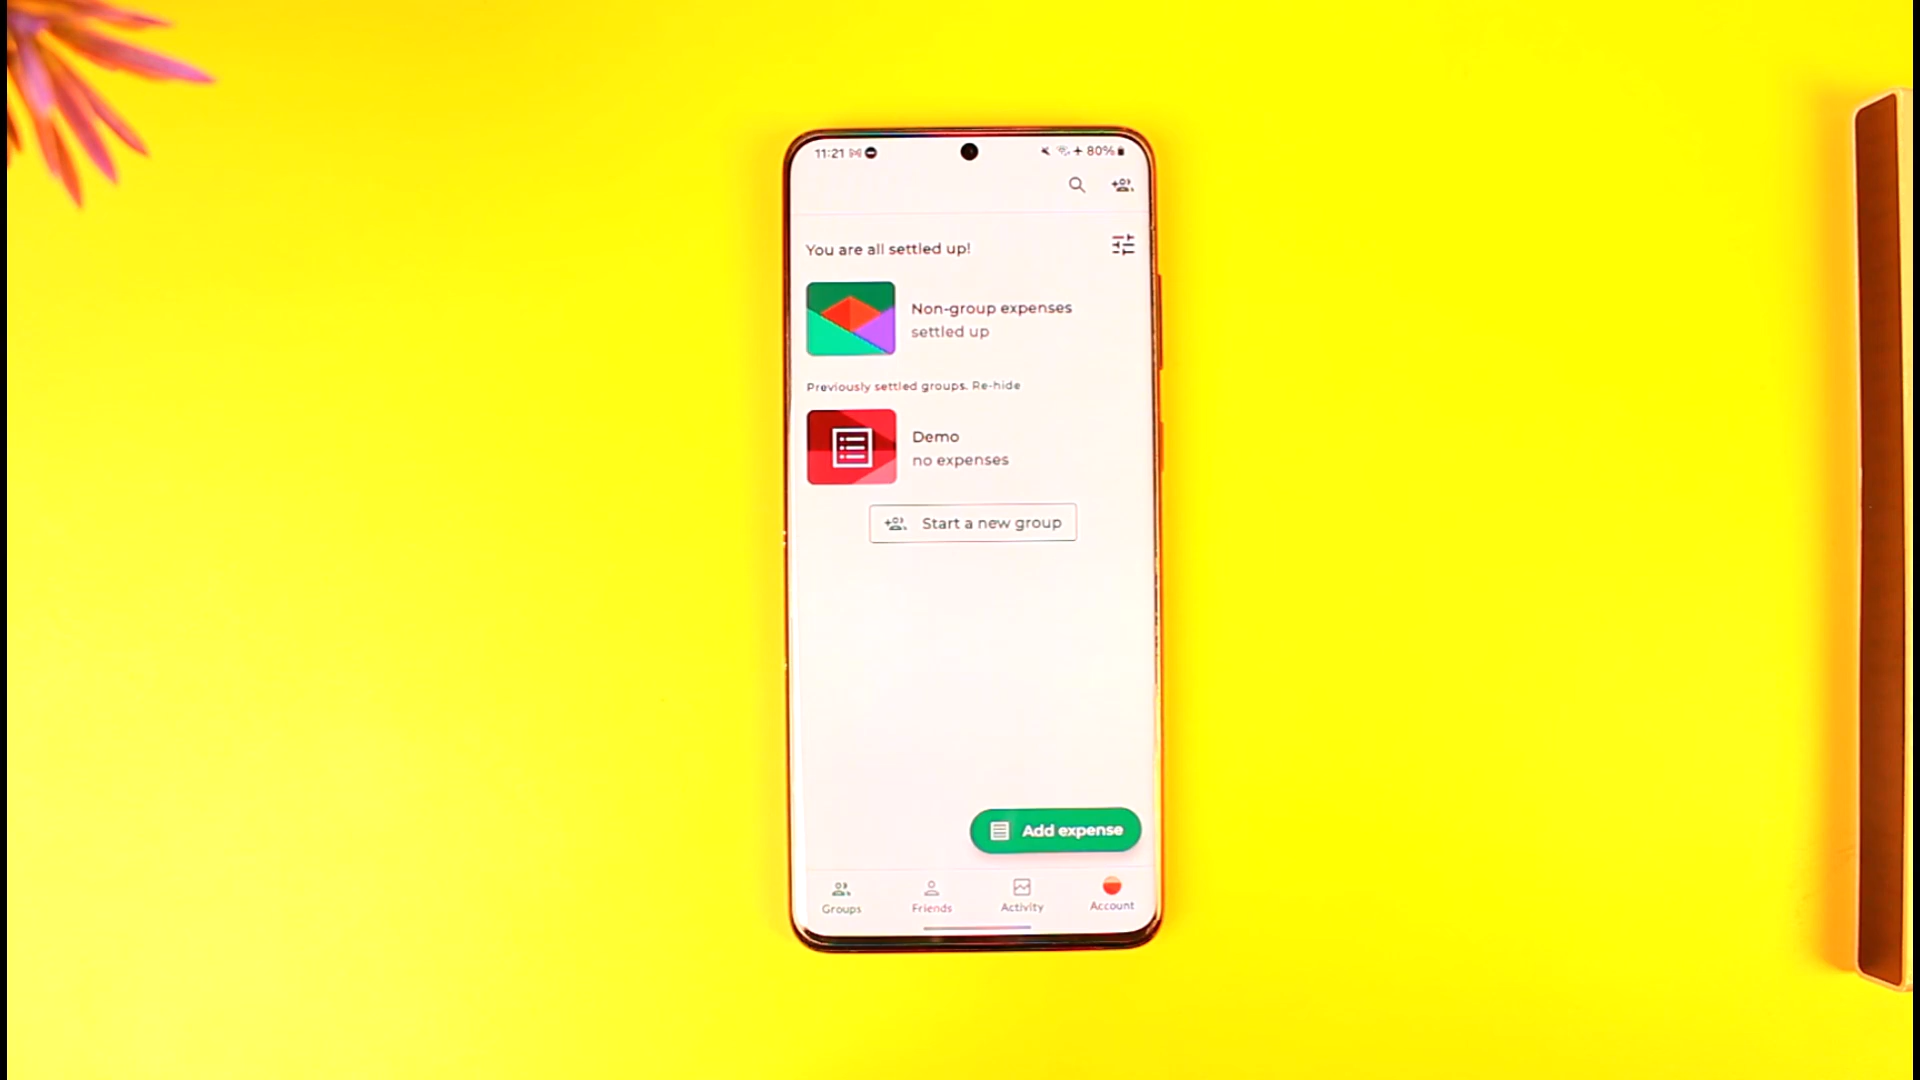 11:21
80%
You are all settled up!
Non-group expenses
settled up
Previously settled groups. Re-hide
Demo
no expenses
Start a new group
Add expense
Groups
Friends
Activity
Account